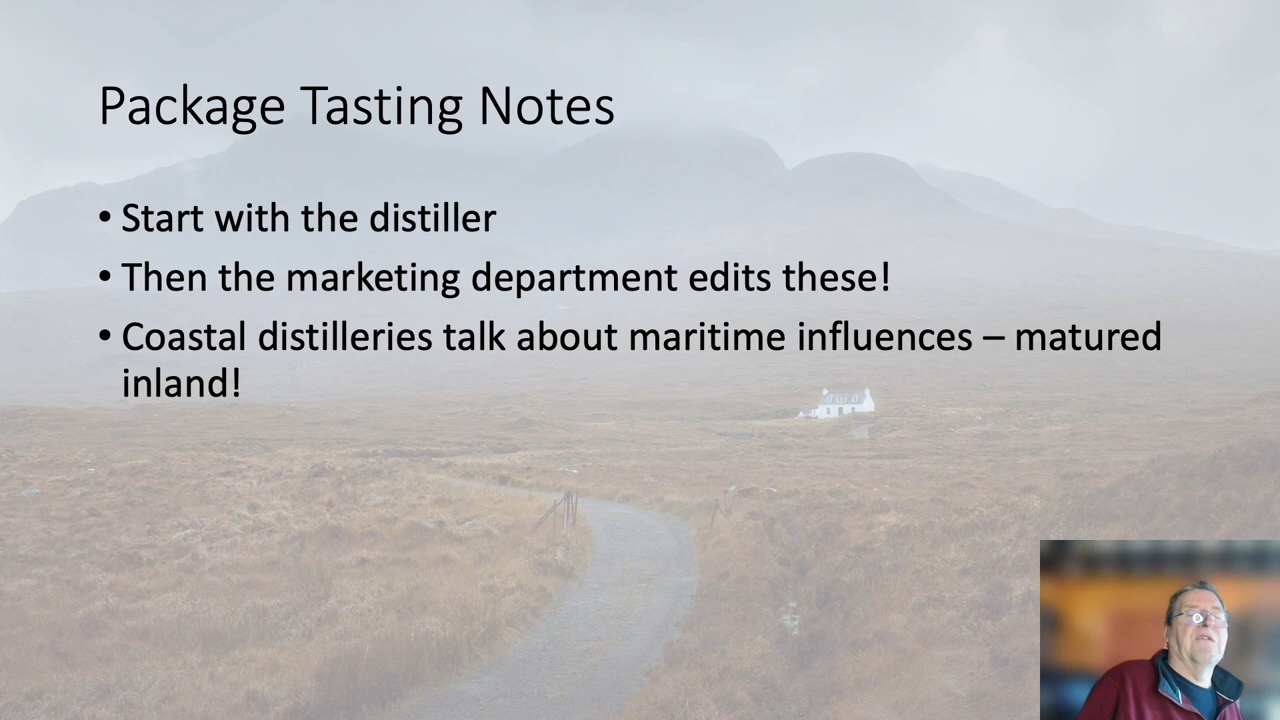 Package Tasting Notes
• Start with the distiller
• Then the marketing department edits these!
• Coastal distilleries talk about maritime influences – matured
inland!